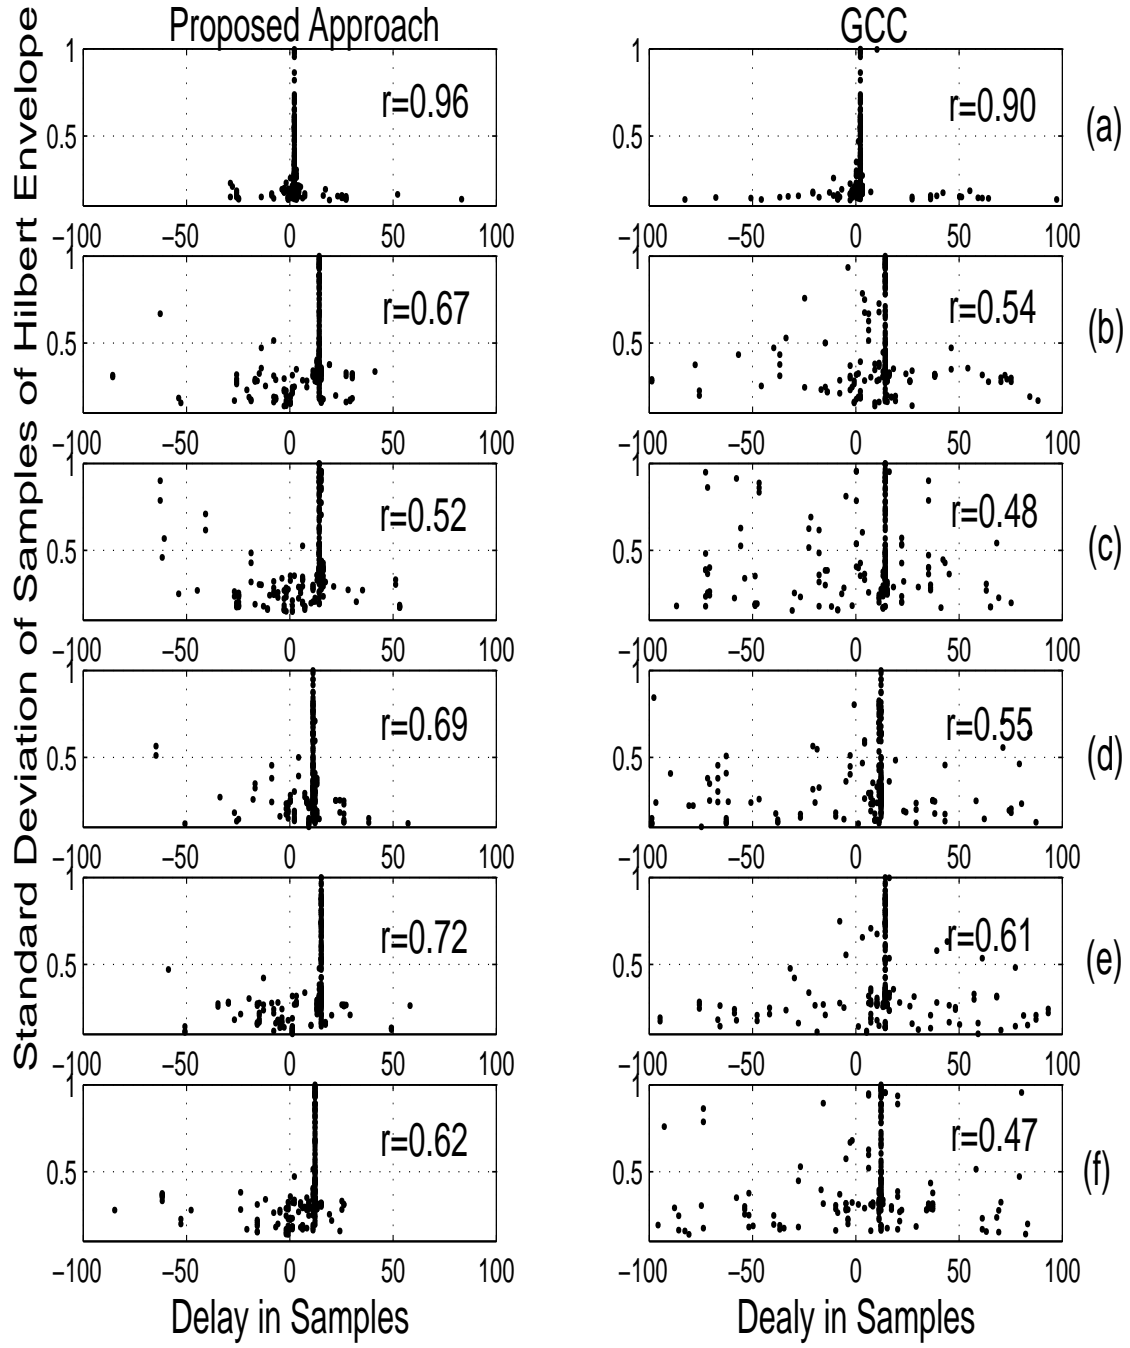 Proposed Approach GCC
Standard Deviation of Samples of Hilbert Envelope
1 1
r=0.96 r=0.90 (a)
0.5 0.5
−100 −50 0 50 100 −100 −50 0 50 100
1 1
r=0.67 r=0.54 (b)
0.5 0.5
−100 −50 0 50 100 −100 −50 0 50 100
1 1
r=0.52 r=0.48 (c)
0.5 0.5
−100 −50 0 50 100 −100 −50 0 50 100
1 1
r=0.69 r=0.55 (d)
0.5 0.5
−100 −50 0 50 100 −100 −50 0 50 100
1 1
r=0.72 r=0.61 (e)
0.5 0.5
−100 −50 0 50 100 −100 −50 0 50 100
1 1
r=0.62 r=0.47 (f)
0.5 0.5
−100 −50 0 50 100 −100 −50 0 50 100
Delay in Samples Dealy in Samples